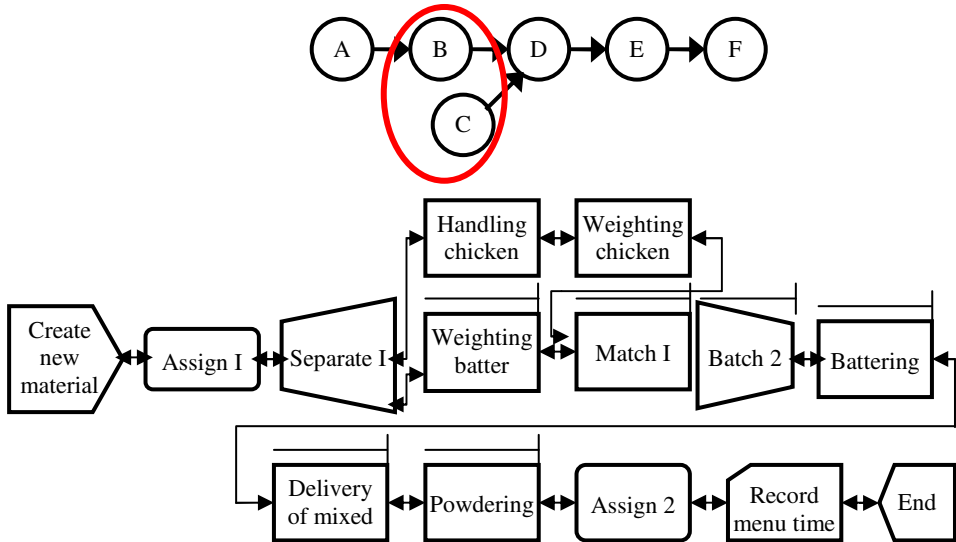 A
B
D
E
F
C
Handling
chicken
Weighting
chicken
Create
new
material
Assign I
Separate I
Weighting
batter
Match I
Batch 2
Battering
Delivery
of mixed
Powdering
Assign 2
Record
menu time
End